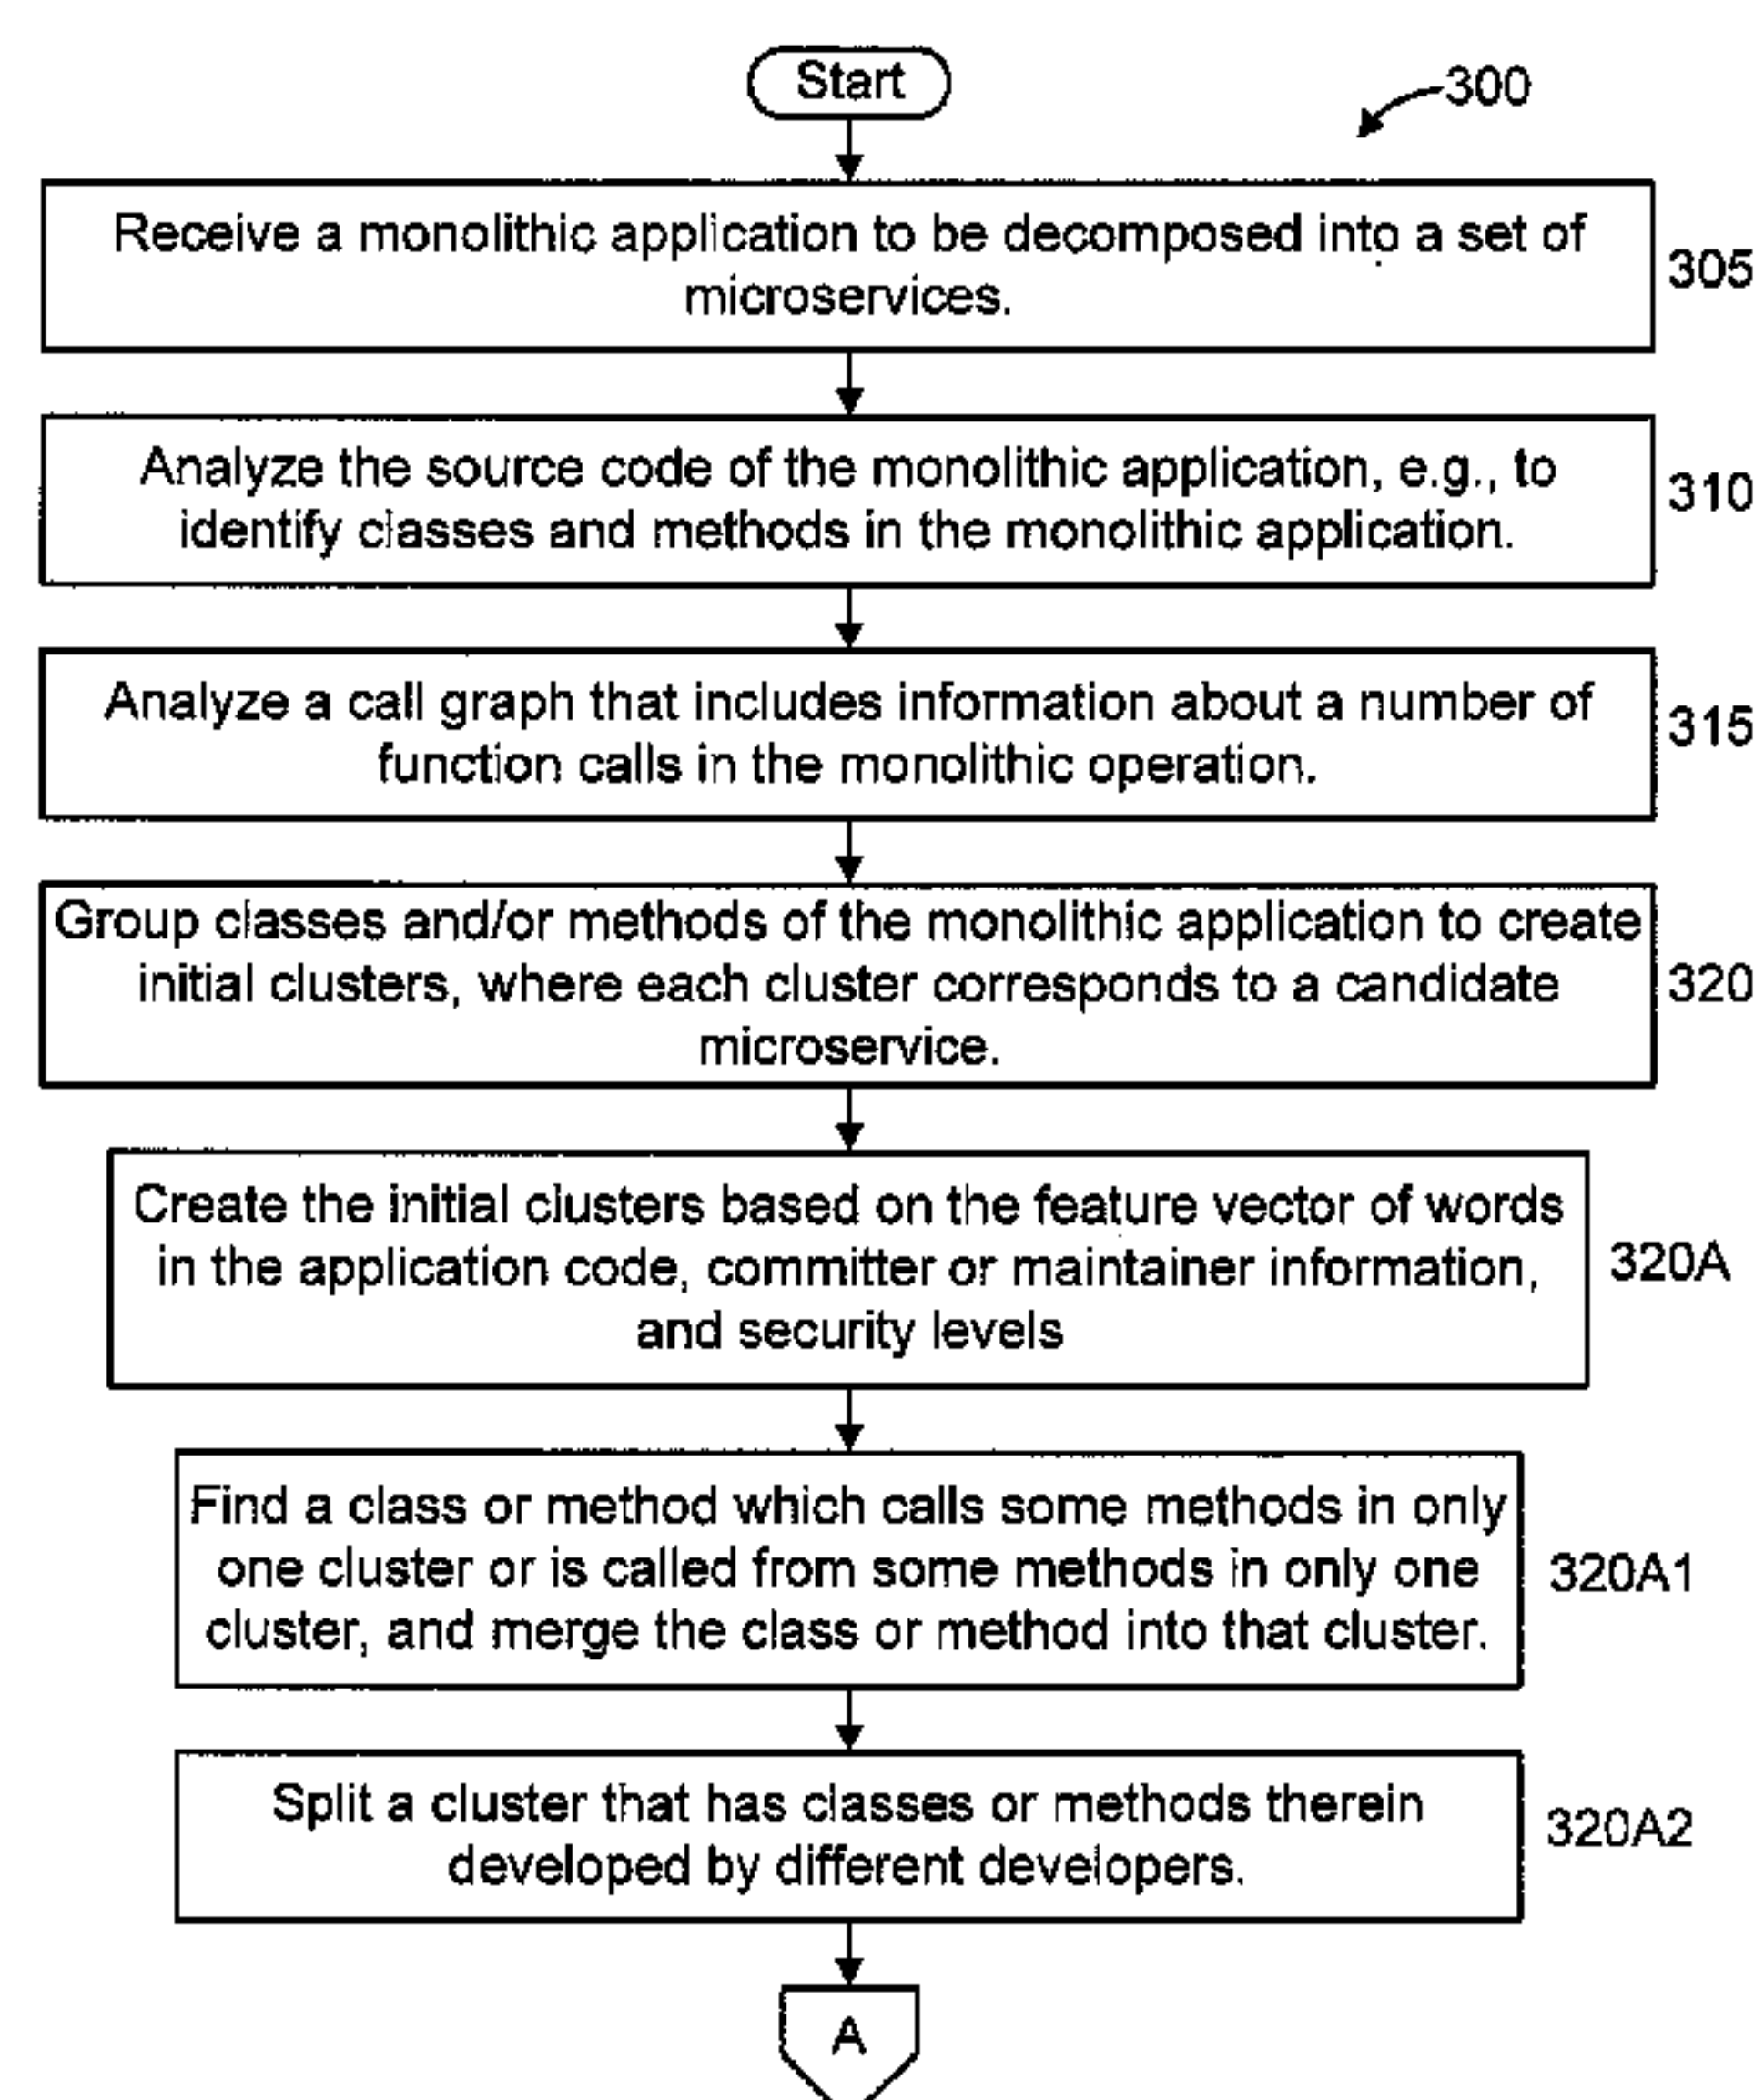 Start
300
Receive a monolithic application to be decomposed into a set of
microservices.
305
Analyze the source code of the monolithic application, e.g., to
identify classes and methods in the monolithic application.
310
Analyze a call graph that includes information about a number of
function calls in the monolithic operation.
315
Group classes and/or methods of the monolithic application to create
initial clusters, where each cluster corresponds to a candidate
microservice.
320
Create the initial clusters based on the feature vector of words
in the application code, committer or maintainer information,
and security levels
320A
Find a class or method which calls some methods in only
one cluster or is called from some methods in only one
cluster, and merge the class or method into that cluster.
320A1
Split a cluster that has classes or methods therein
developed by different developers.
320A2
A